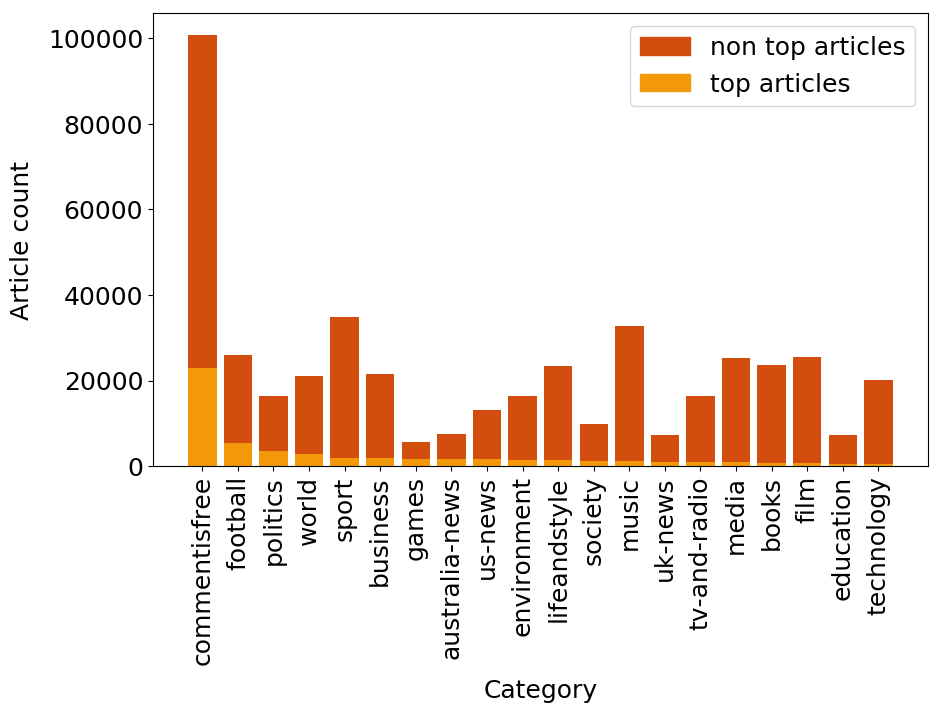 100000
80000
60000
40000
20000
0
Article count
non top articles
top articles
commentisfree
football
politics
world
sport
business
games
australia-news
us-news
environment
lifeandstyle
society
music
uk-news
tv-and-radio
media
books
film
education
technology
Category